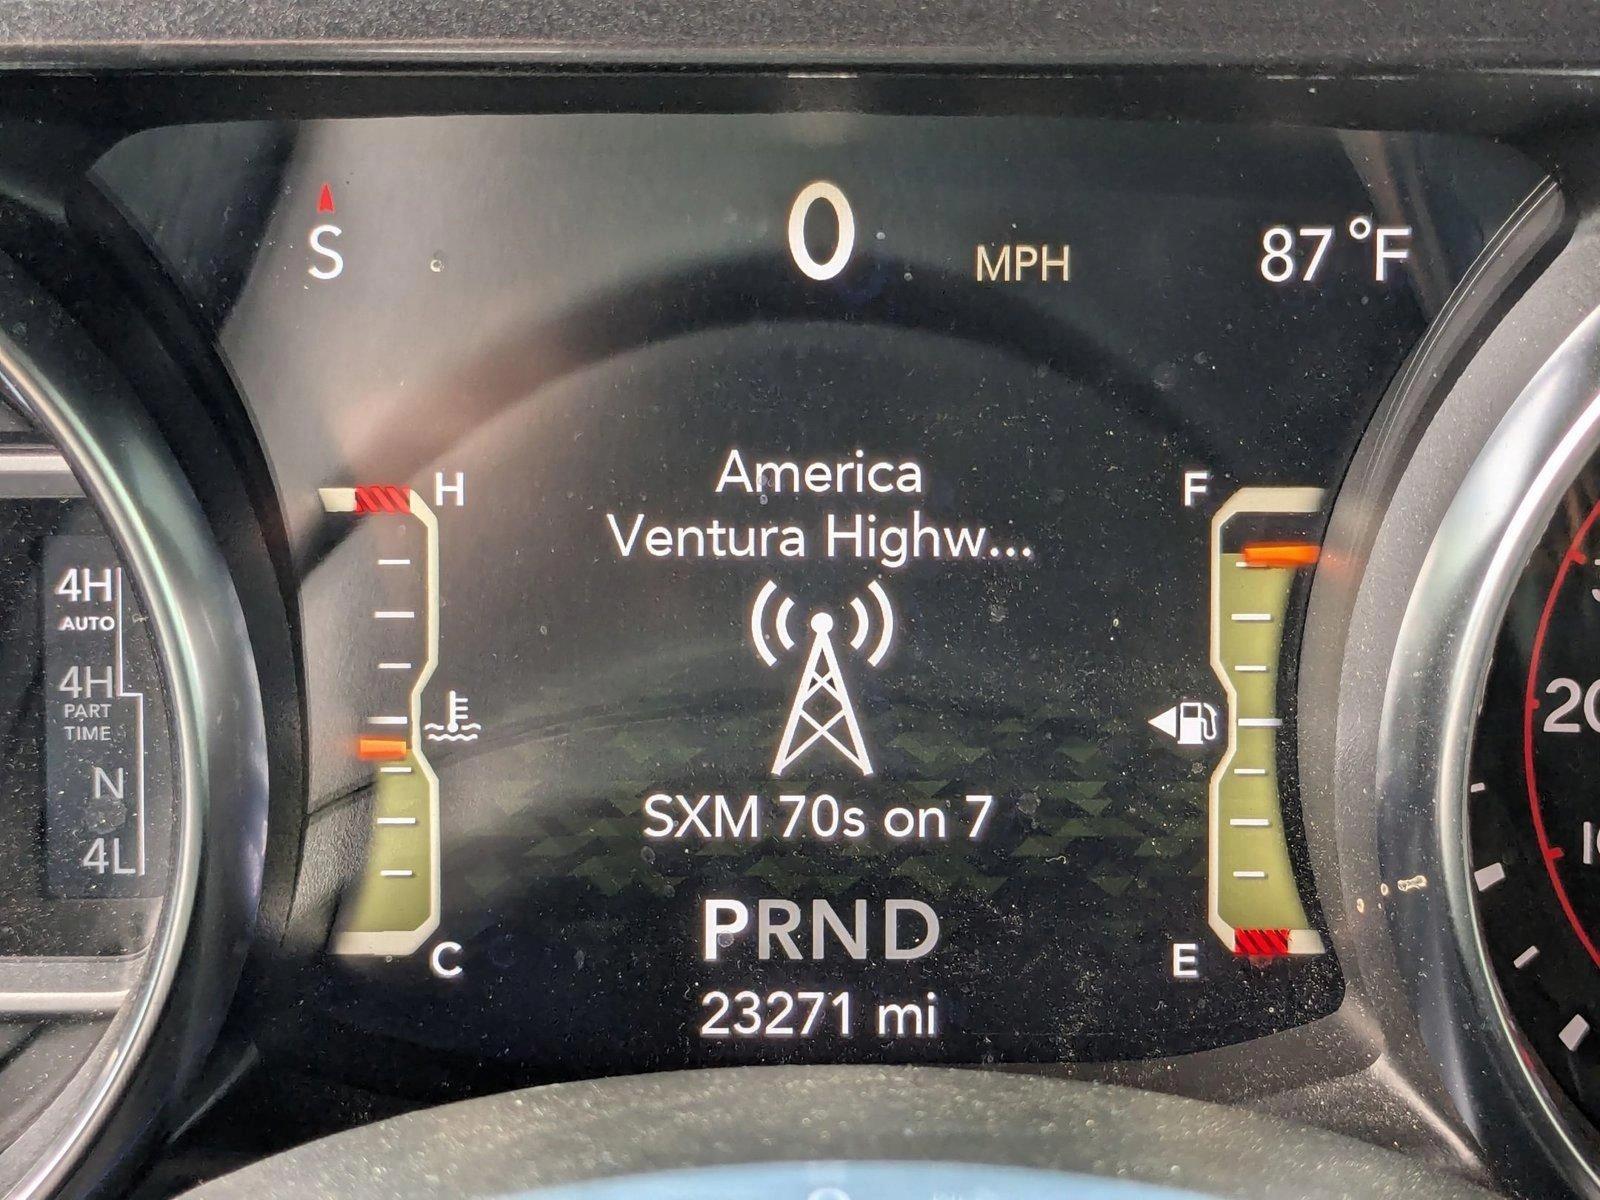 S
0 MPH
87 °F
4H
AUTO
4H
PART
TIME
N
4L
H
C
America
Ventura Highw...
SXM 70s on 7
PRND
23271 mi
F
E